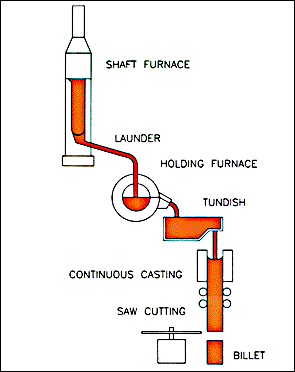 SHAFT FURNACE
LAUNDER
HOLDING FURNACE
TUNDISH
CONTINUOUS CASTING
SAW CUTTING
BILLET